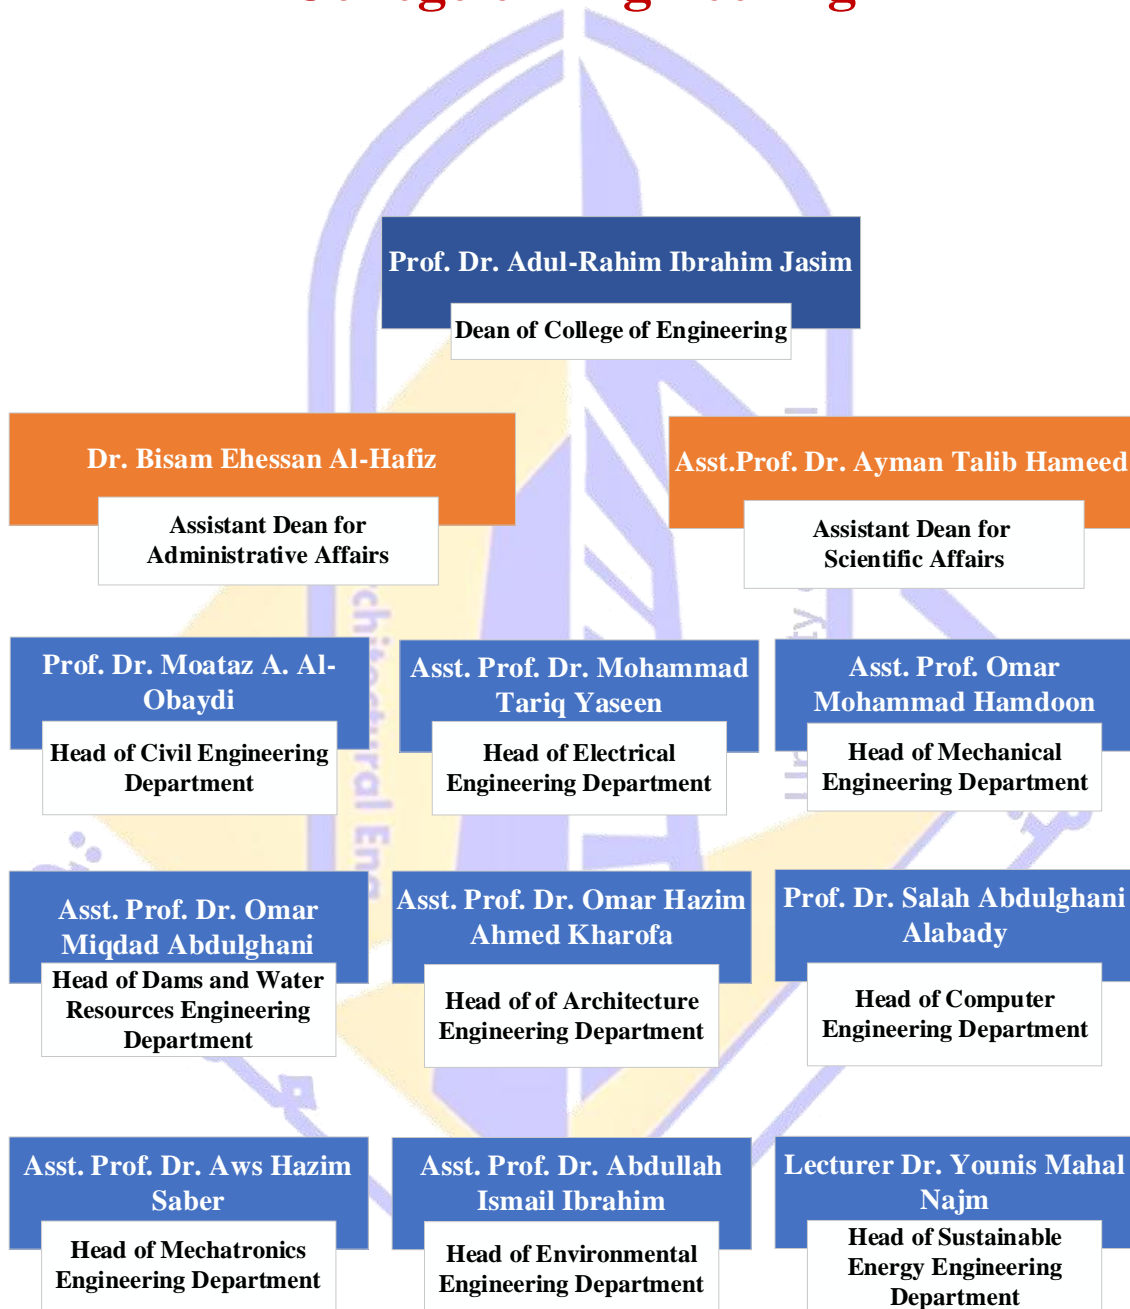 College of Engineering
Prof. Dr. Adul-Rahim Ibrahim Jasim
Dean of College of Engineering
Dr. Bisam Ehessan Al-Hafiz
Assistant Dean for
Administrative Affairs
Asst.Prof. Dr. Ayman Talib Hameed
Assistant Dean for
Scientific Affairs
Prof. Dr. Moataz A. Al-
Obaydi
Head of Civil Engineering
Department
Asst. Prof. Dr. Mohammad
Tariq Yaseen
Head of Electrical
Engineering Department
Asst. Prof. Omar
Mohammad Hamdoon
Head of Mechanical
Engineering Department
Asst. Prof. Dr. Omar
Miqdad Abdulghani
Head of Dams and Water
Resources Engineering
Department
Asst. Prof. Dr. Omar Hazim
Ahmed Kharofa
Head of of Architecture
Engineering Department
Prof. Dr. Salah Abdulghani
Alabady
Head of Computer
Engineering Department
Asst. Prof. Dr. Aws Hazim
Saber
Head of Mechatronics
Engineering Department
Asst. Prof. Dr. Abdullah
Ismail Ibrahim
Head of Environmental
Engineering Department
Lecturer Dr. Younis Mahal
Najm
Head of Sustainable
Energy Engineering
Department